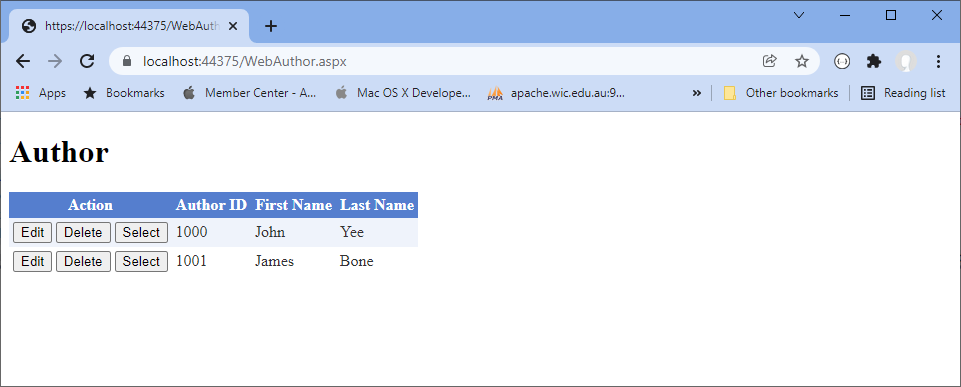 https://localhost:44375/WebAuth
localhost:44375/WebAuthor.aspx
Apps Bookmarks Member Center - A... Mac OS X Develope... PMA apache.wic.edu.au:9... » Other bookmarks Reading list
Author
Action Author ID First Name Last Name
Edit Delete Select 1000 John Yee
Edit Delete Select 1001 James Bone